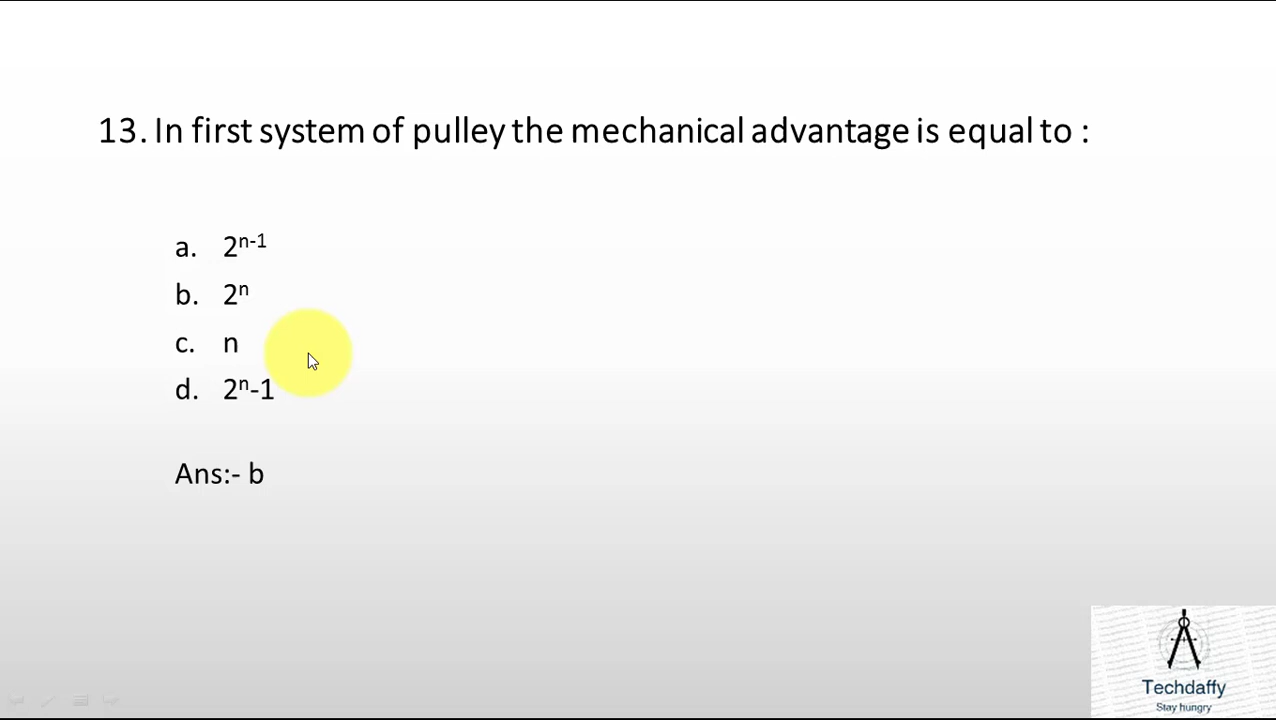 13. In first system of pulley the mechanical advantage is equal to :
a. 2ⁿ⁻¹
b. 2ⁿ
c. n
d. 2ⁿ-1
Ans:- b
Techdaffy
Stay hungry